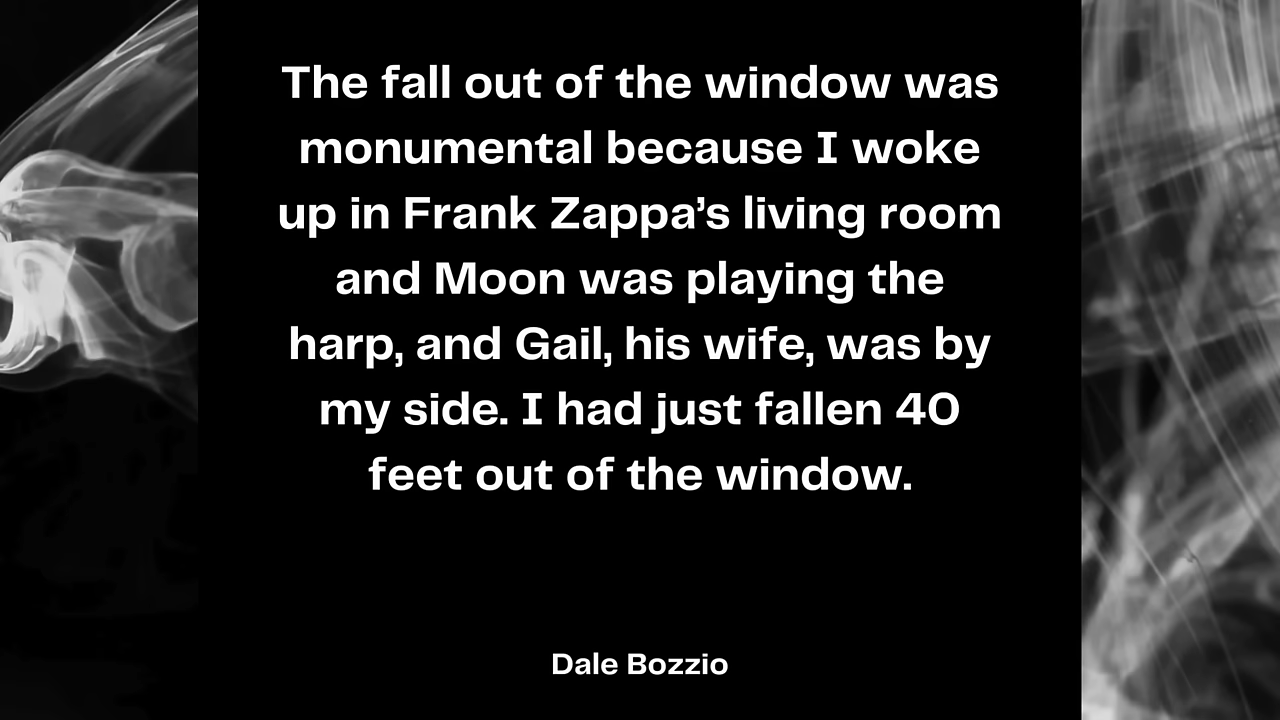 The fall out of the window was
monumental because I woke
up in Frank Zappa’s living room
and Moon was playing the
harp, and Gail, his wife, was by
my side. I had just fallen 40
feet out of the window.
Dale Bozzio